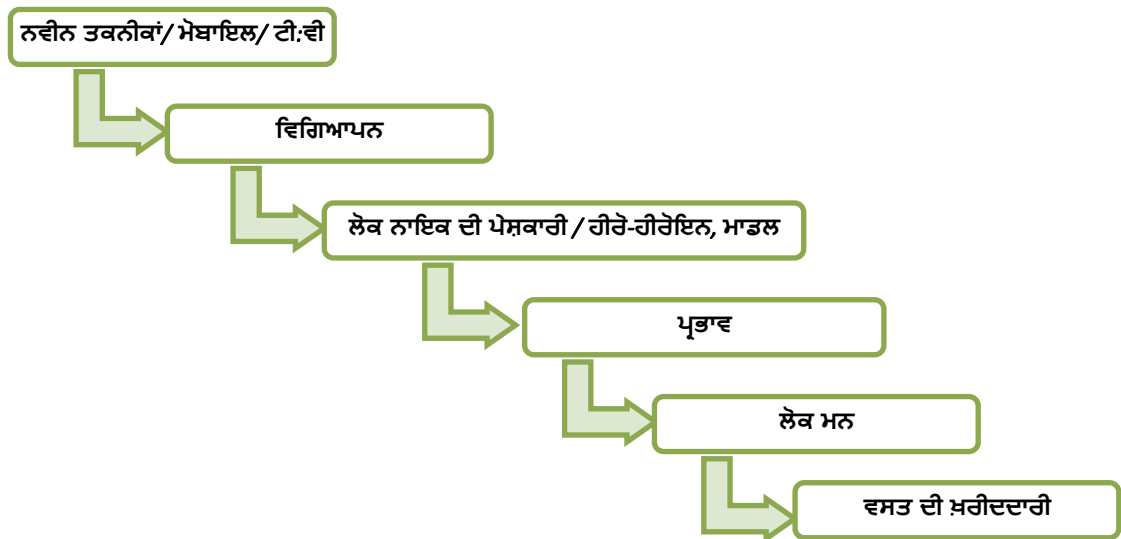 ਨਵੀਨ ਤਕਨੀਕਾਂ/ ਮੋਬਾਇਲ/ ਟੀ:ਵੀ
ਵਿਗਿਆਪਨ
ਲੋਕ ਨਾਇਕ ਦੀ ਪੇਸ਼ਕਾਰੀ / ਹੀਰੋ-ਹੀਰੋਇਨ, ਮਾਡਲ
ਪ੍ਰਭਾਵ
ਲੋਕ ਮਨ
ਵਸਤ ਦੀ ਖ਼ਰੀਦਦਾਰੀ